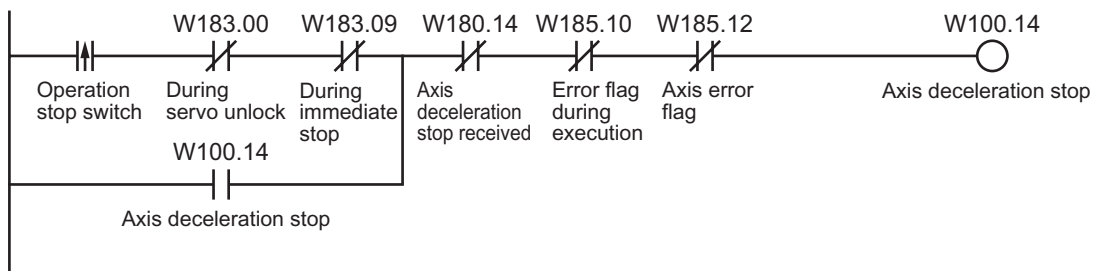 W183.00 W183.09 W180.14 W185.10 W185.12 W100.14
Operation
stop switch
During
servo unlock
During
immediate
stop
Axis
deceleration
stop received
Error flag
during
execution
Axis error
flag
Axis deceleration stop
W100.14
Axis deceleration stop